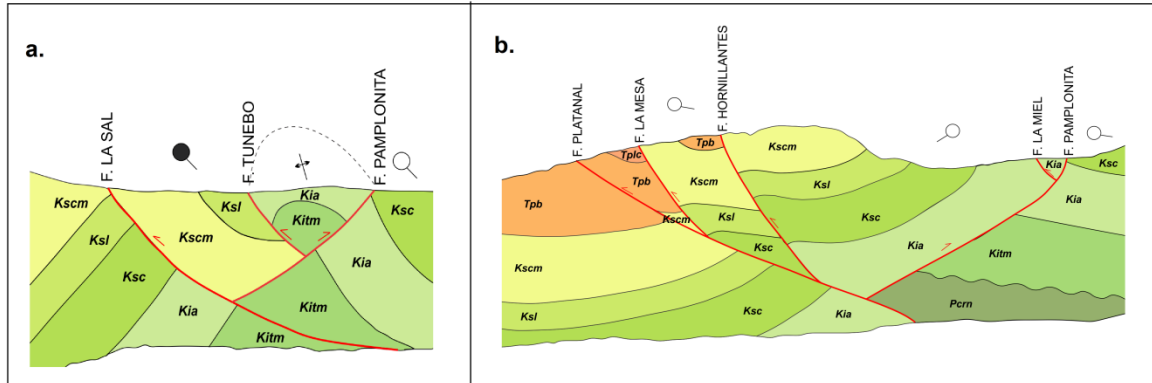 a.
F. LA SAL
F. TUNEBO
F. PAMPLONITA
Kscm
Ksl
Ksc
Kscm
Ksl
Kia
Kitm
Ksc
Kia
Kia
Kitm
Kitm
b.
F. PLATANAL
F. LA MESA
F. HORNILLANTES
F. LA MIEL
F. PAMPLONITA
Tplc
Tpb
Tpb
Tpb
Kscm
Kscm
Kscm
Kscm
Ksl
Ksl
Ksl
Ksc
Ksc
Ksc
Ksc
Kia
Kia
Kia
Kia
Kitm
Pcrn